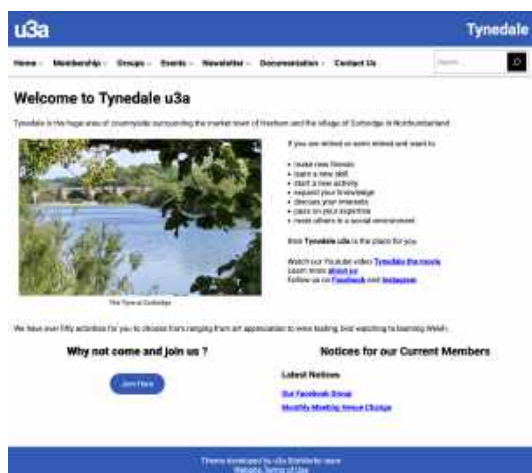 u3a
Tynedale
Home Membership Groups Events Newsletter Documentation Contact Us
Search...
Welcome to Tynedale u3a
Tynedale is the huge area of countryside surrounding the market town of Hexham and the village of Corbridge in Northumberland
If you are retired or semi retired and want to
• make new friends
• learn a new skill
• start a new activity
• expand your knowledge
• discuss your interests
• pass on your expertise
• meet others in a social environment
then Tynedale u3a is the place for you
Watch our Youtube video Tynedale the movie
Learn more about us
Follow us on Facebook and Instagram
The Tyne at Corbridge
We have over fifty activities for you to choose from ranging from art appreciation to wine tasting, bird watching to learning Welsh.
Why not come and join us ?
Join Here
Notices for our Current Members
Latest Notices
Our Facebook Group
Monthly Meeting Venue Change
Theme developed by u3a SiteWorks team
Website Terms of Use